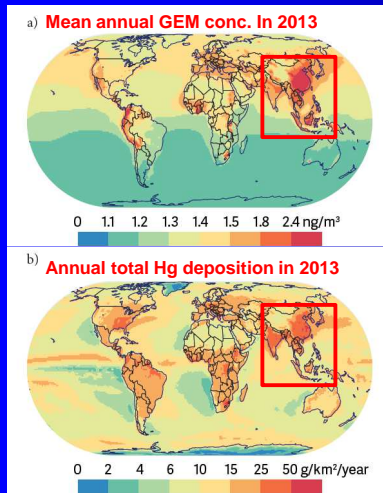 a) Mean annual GEM conc. In 2013
0 1.1 1.2 1.3 1.4 1.5 1.8 2.4 ng/m³
b) Annual total Hg deposition in 2013
0 2 4 6 10 15 25 50 g/km²/year